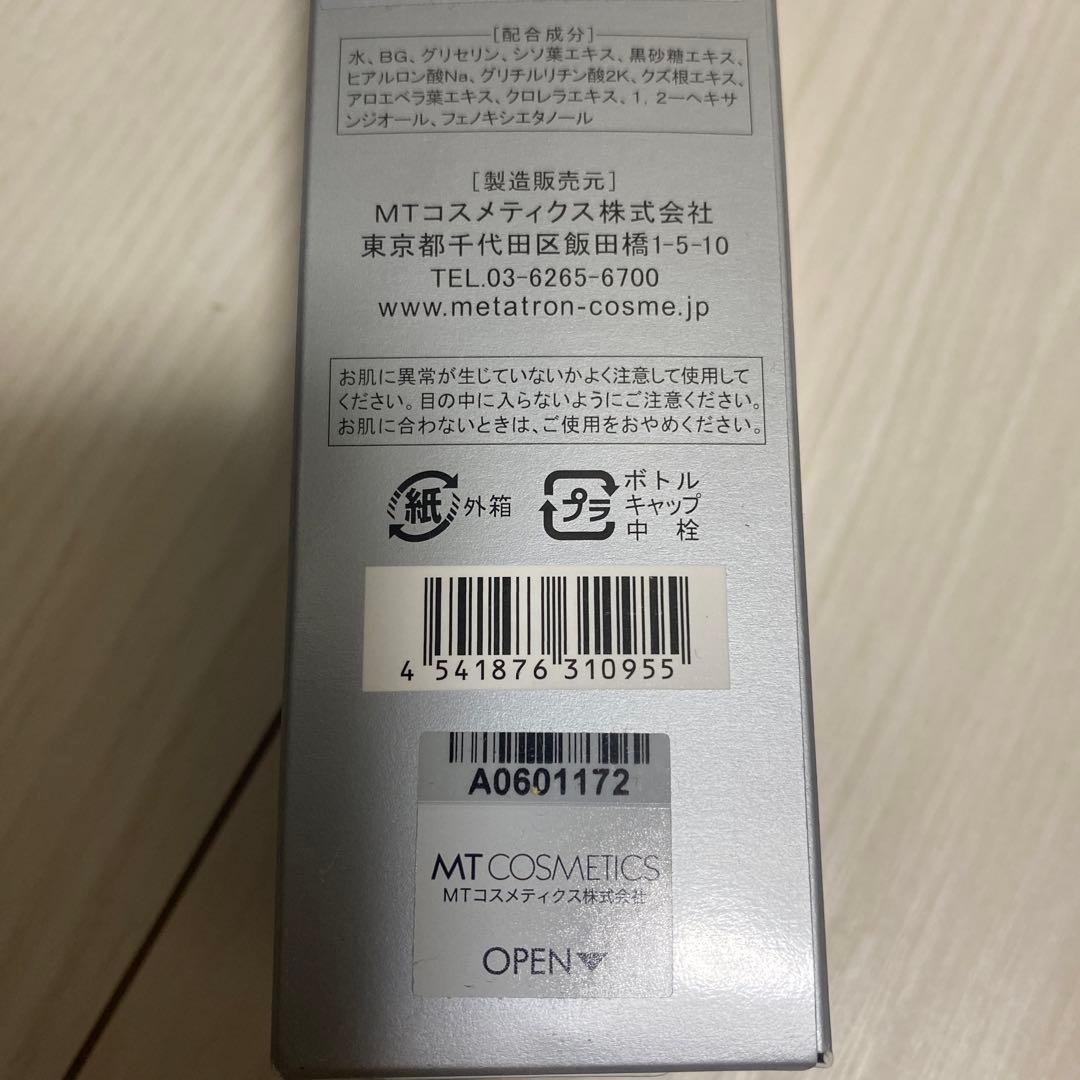 [配合成分]
水、BG、グリセリン、シソ葉エキス、黒砂糖エキス、
ヒアルロン酸Na、グリチルリチン酸2K、クズ根エキス、
アロエベラ葉エキス、クロレラエキス、1, 2ーヘキサ
ンジオール、フェノキシエタノール
[製造販売元]
MTコスメティクス株式会社
東京都千代田区飯田橋1-5-10
TEL.03-6265-6700
www.metatron-cosme.jp
お肌に異常が生じていないかよく注意して使用して
ください。目の中に入らないようにご注意ください。
お肌に合わないときは、ご使用をおやめください。
紙 外箱
プラ ボトル
キャップ
中 栓
4 541876 310955
A0601172
MT COSMETICS
MTコスメティクス株式会社
OPEN